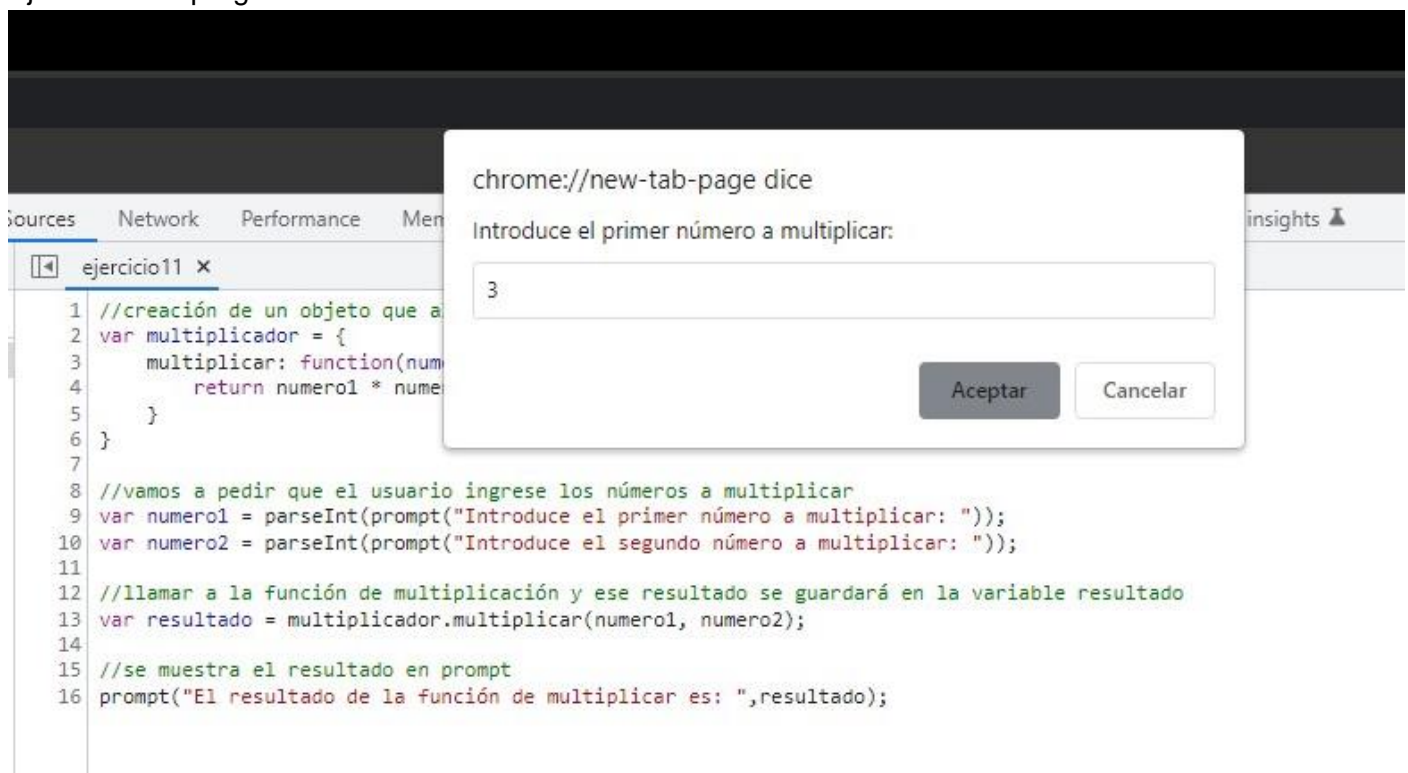 chrome://new-tab-page dice
Introduce el primer número a multiplicar:
3
Aceptar Cancelar
Sources Network Performance insights
ejercicio11 ×
1 //creación de un objeto que
2 var multiplicador = {
3 multiplicar: function(
4 return numero1 *
5 }
6 }
7
8 //vamos a pedir que el usuario ingrese los números a multiplicar
9 var numero1 = parseInt(prompt("Introduce el primer número a multiplicar: "));
10 var numero2 = parseInt(prompt("Introduce el segundo número a multiplicar: "));
11
12 //llamar a la función de multiplicación y ese resultado se guardará en la variable resultado
13 var resultado = multiplicador.multiplicar(numero1, numero2);
14
15 //se muestra el resultado en prompt
16 prompt("El resultado de la función de multiplicar es: ",resultado);